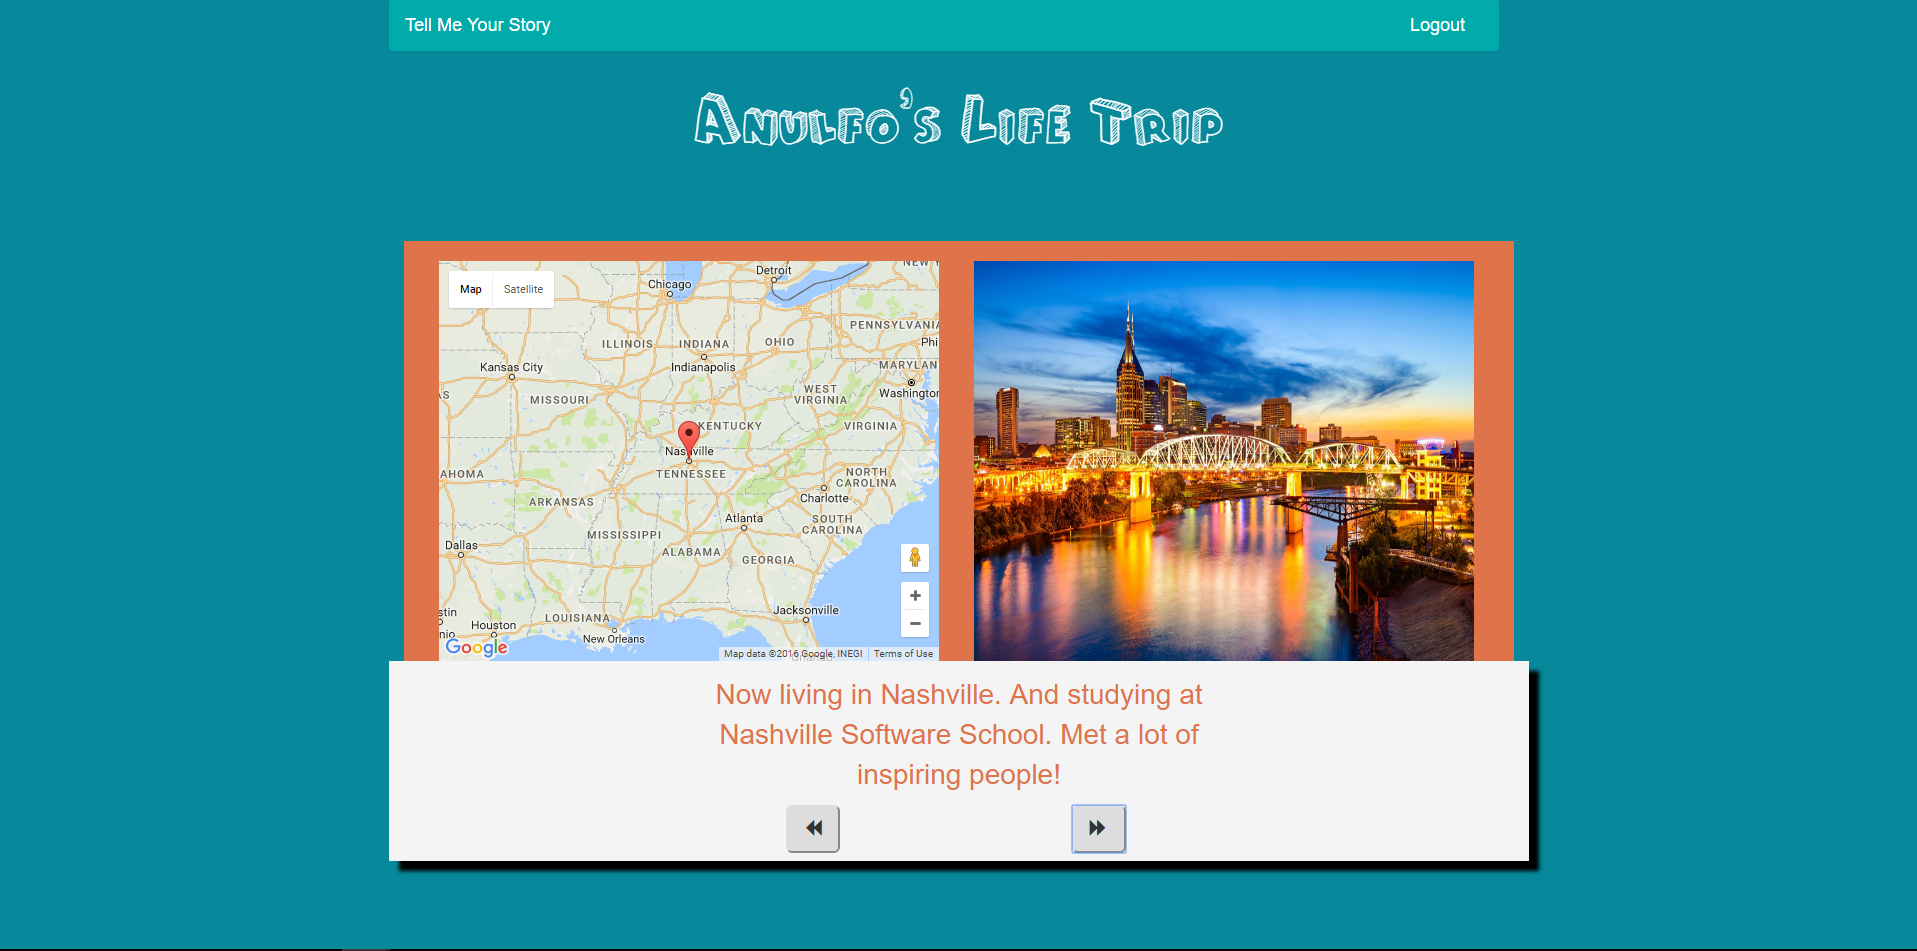 Tell Me Your Story
Logout
Anulfo's Life Trip
Map
Satellite
Detroit
Chicago
PENNSYLVANIA
ILLINOIS
INDIANA
OHIO
Phi
Kansas City
Indianapolis
MARYLAN
Washington
AS
MISSOURI
WEST
VIRGINIA
KENTUCKY
VIRGINIA
Nashville
TENNESSEE
AHOMA
NORTH
CAROLINA
ARKANSAS
Charlotte
Atlanta
SOUTH
CAROLINA
MISSISSIPPI
Dallas
ALABAMA
GEORGIA
Jacksonville
stin
LOUISIANA
Houston
nio
New Orleans
Google
Orlando
Map data ©2016 Google, INEGI
Terms of Use
Now living in Nashville. And studying at
Nashville Software School. Met a lot of
inspiring people!